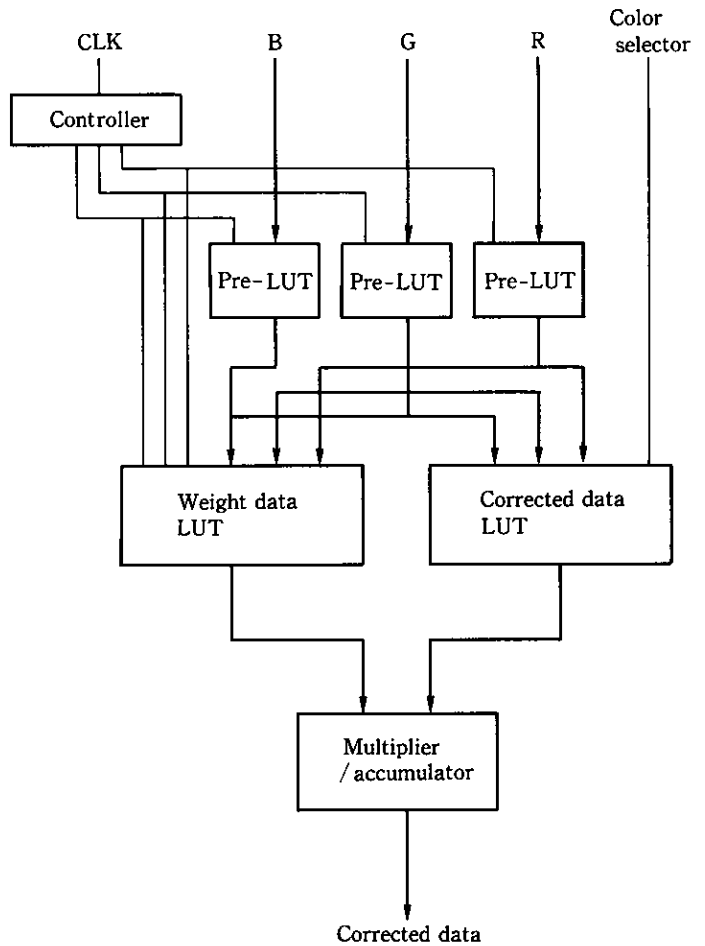 CLK
B
G
R
Color
selector
Controller
Pre-LUT
Pre-LUT
Pre-LUT
Weight data
LUT
Corrected data
LUT
Multiplier
/accumulator
Corrected data